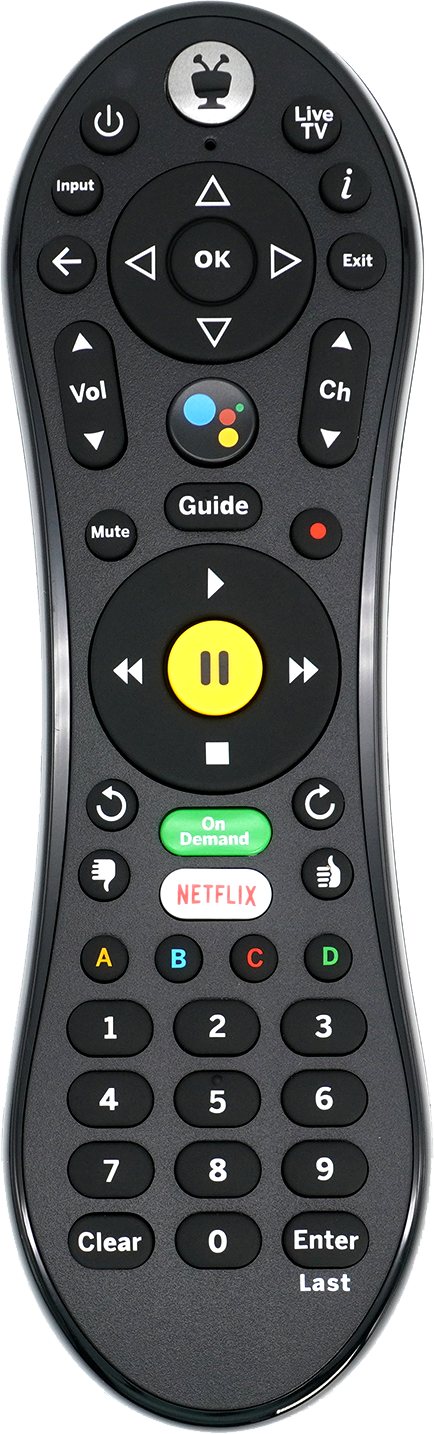 Live
TV
Input
i
OK
Exit
Vol
Ch
Guide
Mute
On
Demand
NETFLIX
A B C D
1 2 3
4 5 6
7 8 9
Clear 0 Enter
Last